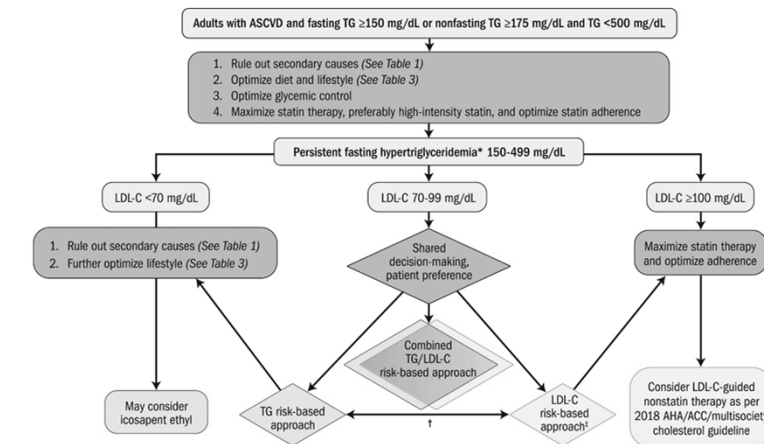 Adults with ASCVD and fasting TG ≥150 mg/dL or nonfasting TG ≥175 mg/dL and TG <500 mg/dL
1. Rule out secondary causes (See Table 1)
2. Optimize diet and lifestyle (See Table 3)
3. Optimize glycemic control
4. Maximize statin therapy, preferably high-intensity statin, and optimize statin adherence
Persistent fasting hypertriglyceridemia* 150-499 mg/dL
LDL-C <70 mg/dL
LDL-C 70-99 mg/dL
LDL-C ≥100 mg/dL
1. Rule out secondary causes (See Table 1)
2. Further optimize lifestyle (See Table 3)
Shared
decision-making,
patient preference
Maximize statin therapy
and optimize adherence
Combined
TG/LDL-C
risk-based approach
May consider
icosapent ethyl
TG risk-based
approach
†
LDL-C
risk-based
approach‡
Consider LDL-C-guided
nonstatin therapy as per
2018 AHA/ACC/multisociety
cholesterol guideline